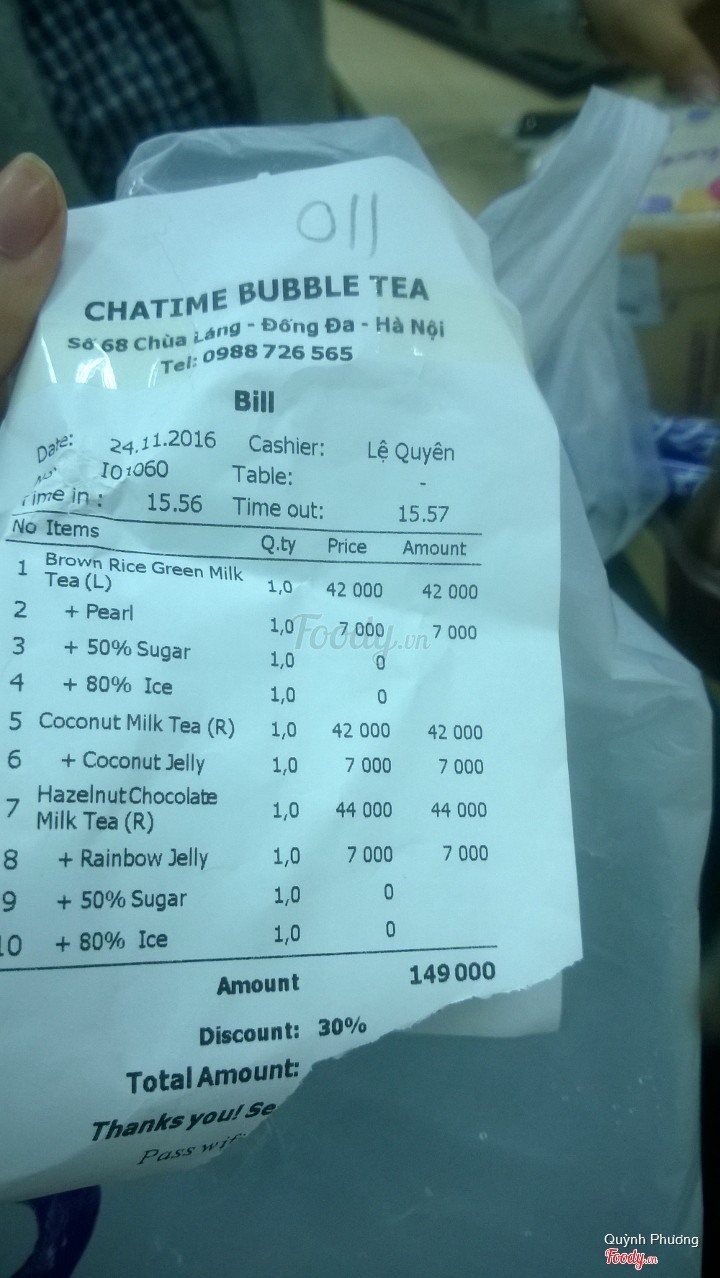 011
CHATIME BUBBLE TEA
Số 68 Chùa Láng - Đống Đa - Hà Nội
Tel: 0988 726 565
Bill
Date: 24.11.2016 Cashier: Lệ Quyên
I01060 Table: -
Time in : 15.56 Time out: 15.57
No Items Q.ty Price Amount
1 Brown Rice Green Milk Tea (L) 1,0 42 000 42 000
2 + Pearl 1,0 7 000 7 000
3 + 50% Sugar 1,0 0
4 + 80% Ice 1,0 0
5 Coconut Milk Tea (R) 1,0 42 000 42 000
6 + Coconut Jelly 1,0 7 000 7 000
7 Hazelnut Chocolate Milk Tea (R) 1,0 44 000 44 000
8 + Rainbow Jelly 1,0 7 000 7 000
9 + 50% Sugar 1,0 0
10 + 80% Ice 1,0 0
Amount 149 000
Discount: 30%
Total Amount:
Thanks you! Se
Pass wif
Foody.vn
Quỳnh Phương
Foody.vn